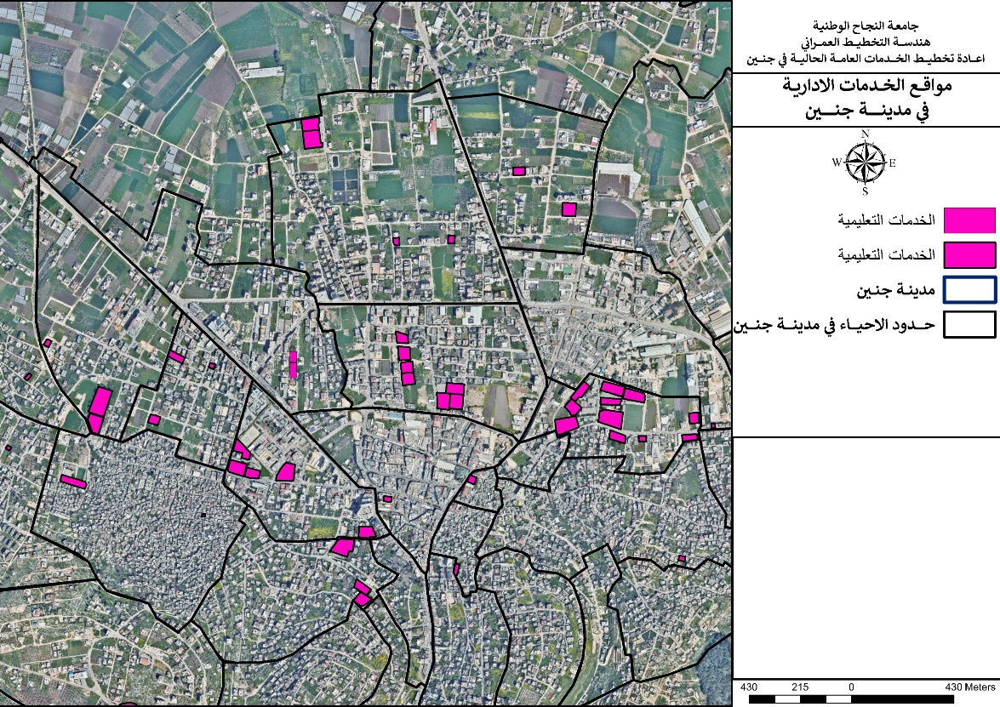 جامعة النجاح الوطنية
هندسة التخطيط العمراني
اعادة تخطيط الخدمات العامة الحالية في جنين
مواقع الخدمات الادارية
في مدينة جنين
N
W E
S
الخدمات التعليمية
الخدمات التعليمية
مدينة جنين
حدود الاحياء في مدينة جنين
430 215 0 430 Meters